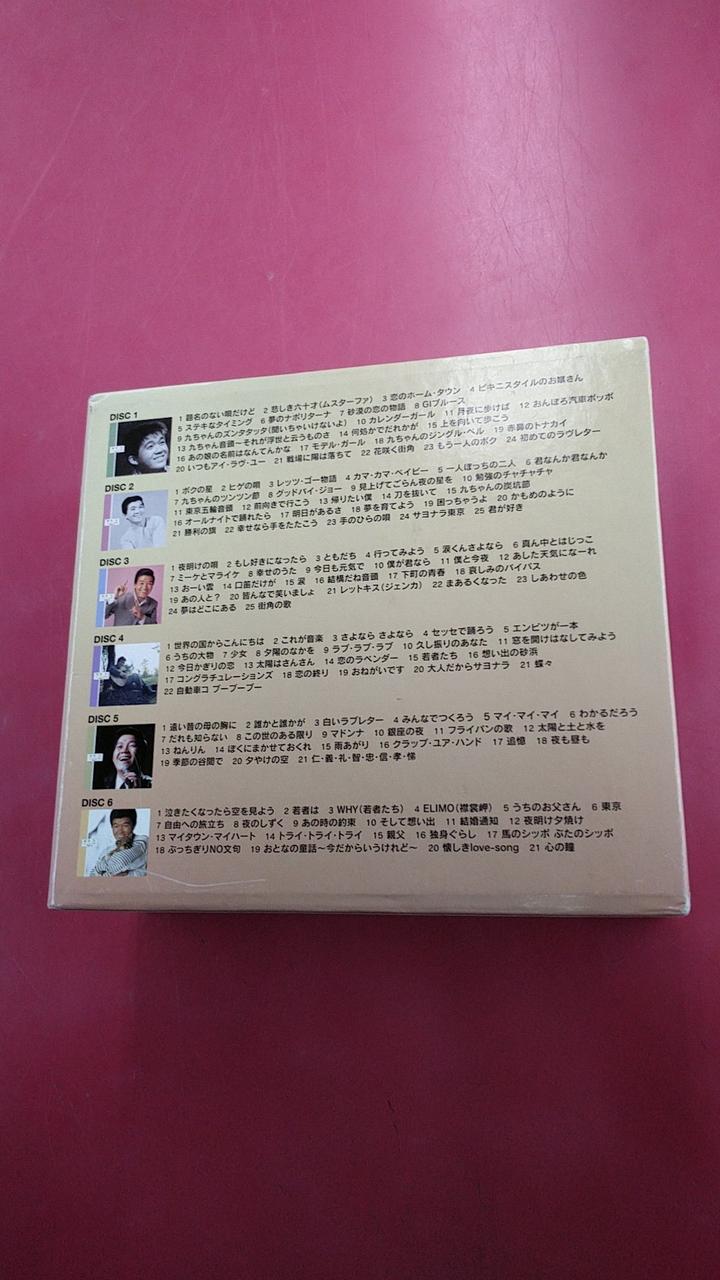 DISC 1
1 題名のない唄だけど 2 悲しき六十才(ムスターファ) 3 恋のホーム・タウン 4 ビキニスタイルのお嬢さん
5 ステキなタイミング 6 夢のナポリターナ 7 砂漠の恋の物語 8 GIブルース
9 九ちゃんのズンタタッタ(聞いちゃいけないよ) 10 カレンダーガール 11 月夜に歩けば 12 おんぼろ汽車ポッポ
13 九ちゃん音頭〜それが浮世と云うものさ 14 何処かでだれかが 15 上を向いて歩こう
16 あの娘の名前はなんてんかな 17 モデル・ガール 18 九ちゃんのジングル・ベル 19 赤鼻のトナカイ
20 いつもアイ・ラヴ・ユー 21 戦場に陽は落ちて 22 花咲く街角 23 もう一人のボク 24 初めてのラヴレター
DISC 2
1 ボクの星 2 ヒゲの唄 3 レッツ・ゴー物語 4 カマ・カマ・ベイビー 5 一人ぼっちの二人 6 君なんか君なんか
7 九ちゃんのツンツン節 8 グッドバイ・ジョー 9 見上げてごらん夜の星を 10 勉強のチャチャチャ
11 東京五輪音頭 12 前向きで行こう 13 帰りたい僕 14 刀を抜いて 15 九ちゃんの炭坑節
16 オールナイトで踊れたら 17 明日があるさ 18 夢を育てよう 19 困っちゃうよ 20 かもめのように
21 勝利の旗 22 幸せなら手をたたこう 23 手のひらの唄 24 サヨナラ東京 25 君が好き
DISC 3
1 夜明けの唄 2 もし好きになったら 3 ともだち 4 行ってみよう 5 涙くんさよなら 6 真ん中とはじっこ
7 ミーケとマライケ 8 幸せのうた 9 今日も元気で 10 僕が君なら 11 僕と今夜 12 あした天気になーれ
13 おーい雲 14 口笛だけが 15 涙 16 結構だね音頭 17 下町の青春 18 哀しみのバイパス
19 あの人と? 20 皆んなで笑いましょ 21 レットキス(ジェンカ) 22 まあるくなった 23 しあわせの色
24 夢はどこにある 25 街角の歌
DISC 4
1 世界の国からこんにちは 2 これが音楽 3 さよなら さよなら 4 セッセで踊ろう 5 エンピツが一本
6 うちの大物 7 少女 8 夕陽のなかを 9 ラブ・ラブ・ラブ 10 久し振りのあなた 11 窓を開けはなしてみよう
12 今日かぎりの恋 13 太陽はさんさん 14 恋のラベンダー 15 若者たち 16 想い出の砂浜
17 コングラチュレーションズ 18 恋の終り 19 おねがいです 20 大人だからサヨナラ 21 蝶々
22 自動車コ ブーブーブー
DISC 5
1 遠い昔の母の胸に 2 誰かと誰かが 3 白いラブレター 4 みんなでつくろう 5 マイ・マイ・マイ 6 わかるだろう
7 だれも知らない 8 この世のある限り 9 マドンナ 10 銀座の夜 11 フライパンの歌 12 太陽と土と水を
13 ねんりん 14 ぼくにまかせておくれ 15 雨あがり 16 クラップ・ユア・ハンド 17 追憶 18 夜も昼も
19 季節の谷間で 20 夕やけの空 21 仁・義・礼・智・忠・信・孝・悌
DISC 6
1 泣きたくなったら空を見よう 2 若者は 3 WHY(若者たち) 4 ELIMO(襟裳岬) 5 うちのお父さん 6 東京
7 自由への旅立ち 8 夜のしずく 9 あの時の約束 10 そして想い出 11 結婚通知 12 夜明け夕焼け
13 マイタウン・マイハート 14 トライ・トライ・トライ 15 親父 16 独身ぐらし 17 馬のシッポ ぶたのシッポ
18 ぶっちぎりNO文句 19 おとなの童話〜今だからいうけれど〜 20 懐しきlove-song 21 心の瞳